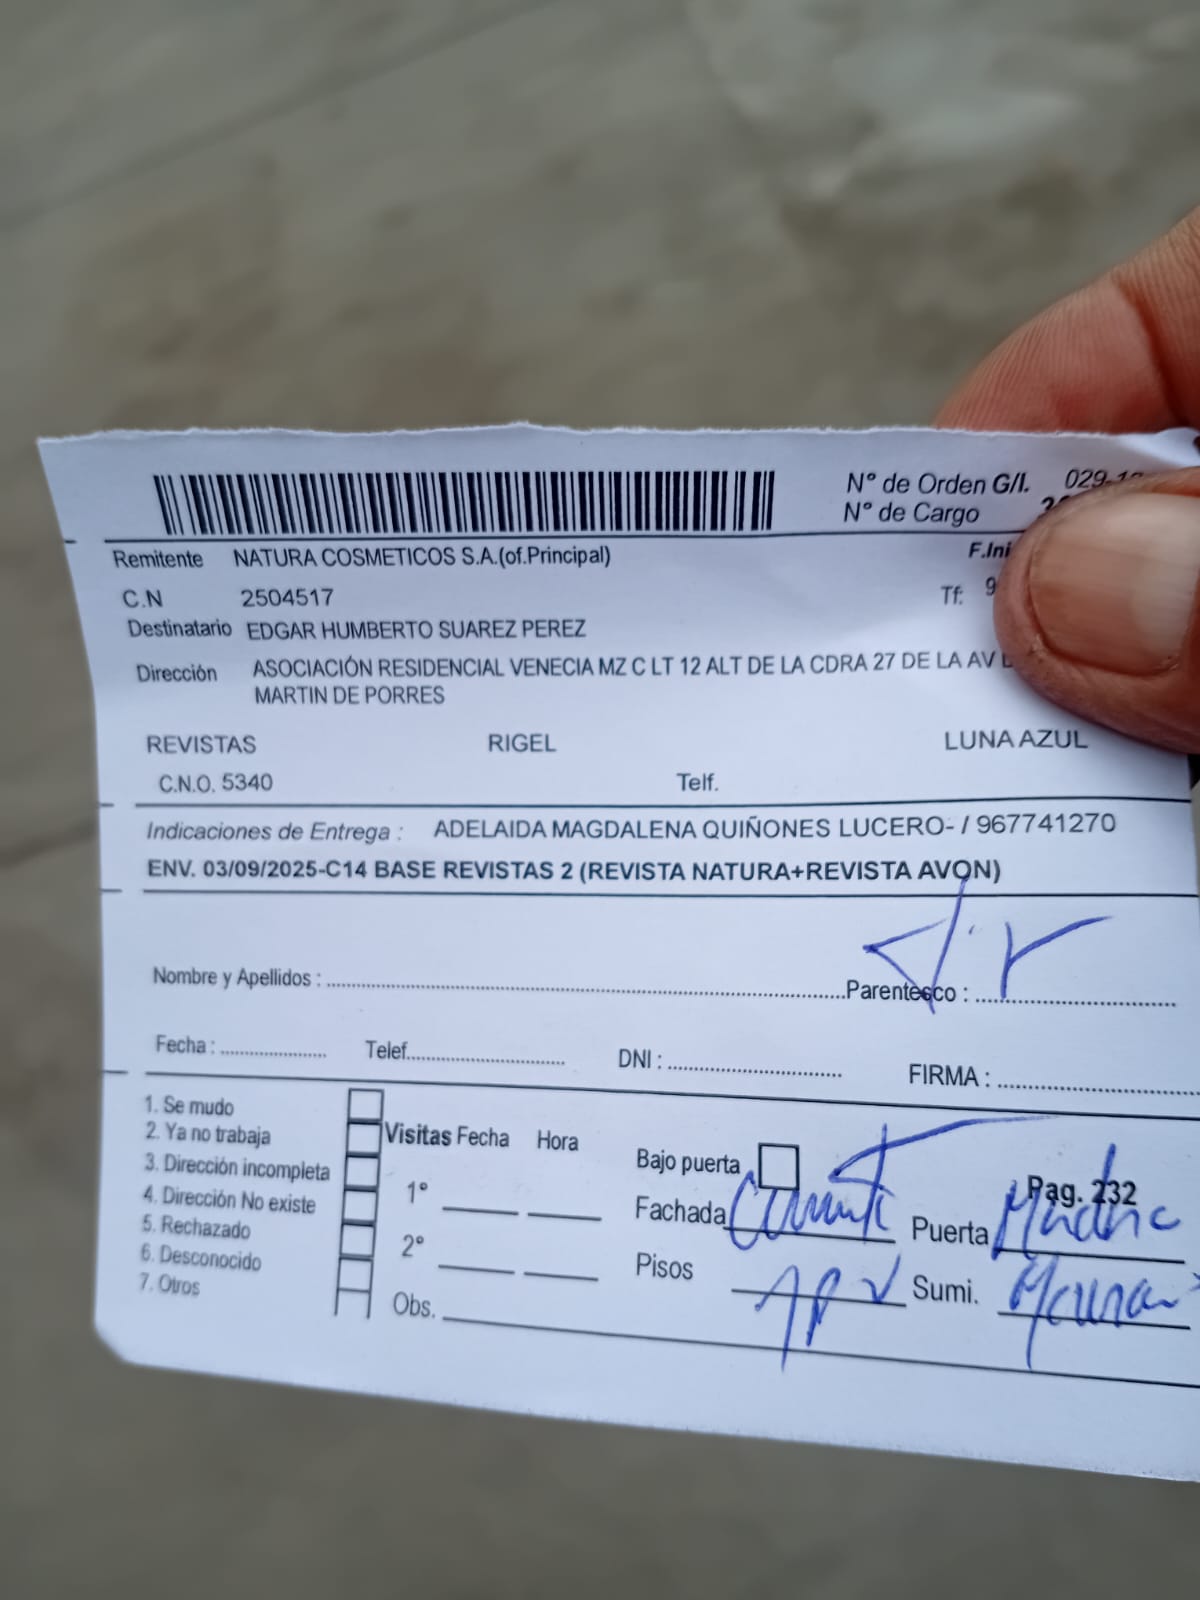 Nº de Orden G/I. 029-
Nº de Cargo
Remitente NATURA COSMETICOS S.A.(of.Principal) F.Ini
C.N 2504517 Tf: 9
Destinatario EDGAR HUMBERTO SUAREZ PEREZ
Dirección ASOCIACIÓN RESIDENCIAL VENECIA MZ C LT 12 ALT DE LA CDRA 27 DE LA AV
MARTIN DE PORRES
REVISTAS RIGEL LUNA AZUL
C.N.O. 5340 Telf.
Indicaciones de Entrega : ADELAIDA MAGDALENA QUIÑONES LUCERO- / 967741270
ENV. 03/09/2025-C14 BASE REVISTAS 2 (REVISTA NATURA+REVISTA AVON)
Nombre y Apellidos : Parentesco :
Fecha : Telef. DNI : FIRMA :
1. Se mudo
2. Ya no trabaja
3. Dirección incompleta
4. Dirección No existe
5. Rechazado
6. Desconocido
7. Otros
Visitas Fecha Hora
1°
2°
Obs.
Bajo puerta Pag. 232
Fachada Puerta
Pisos Sumi.